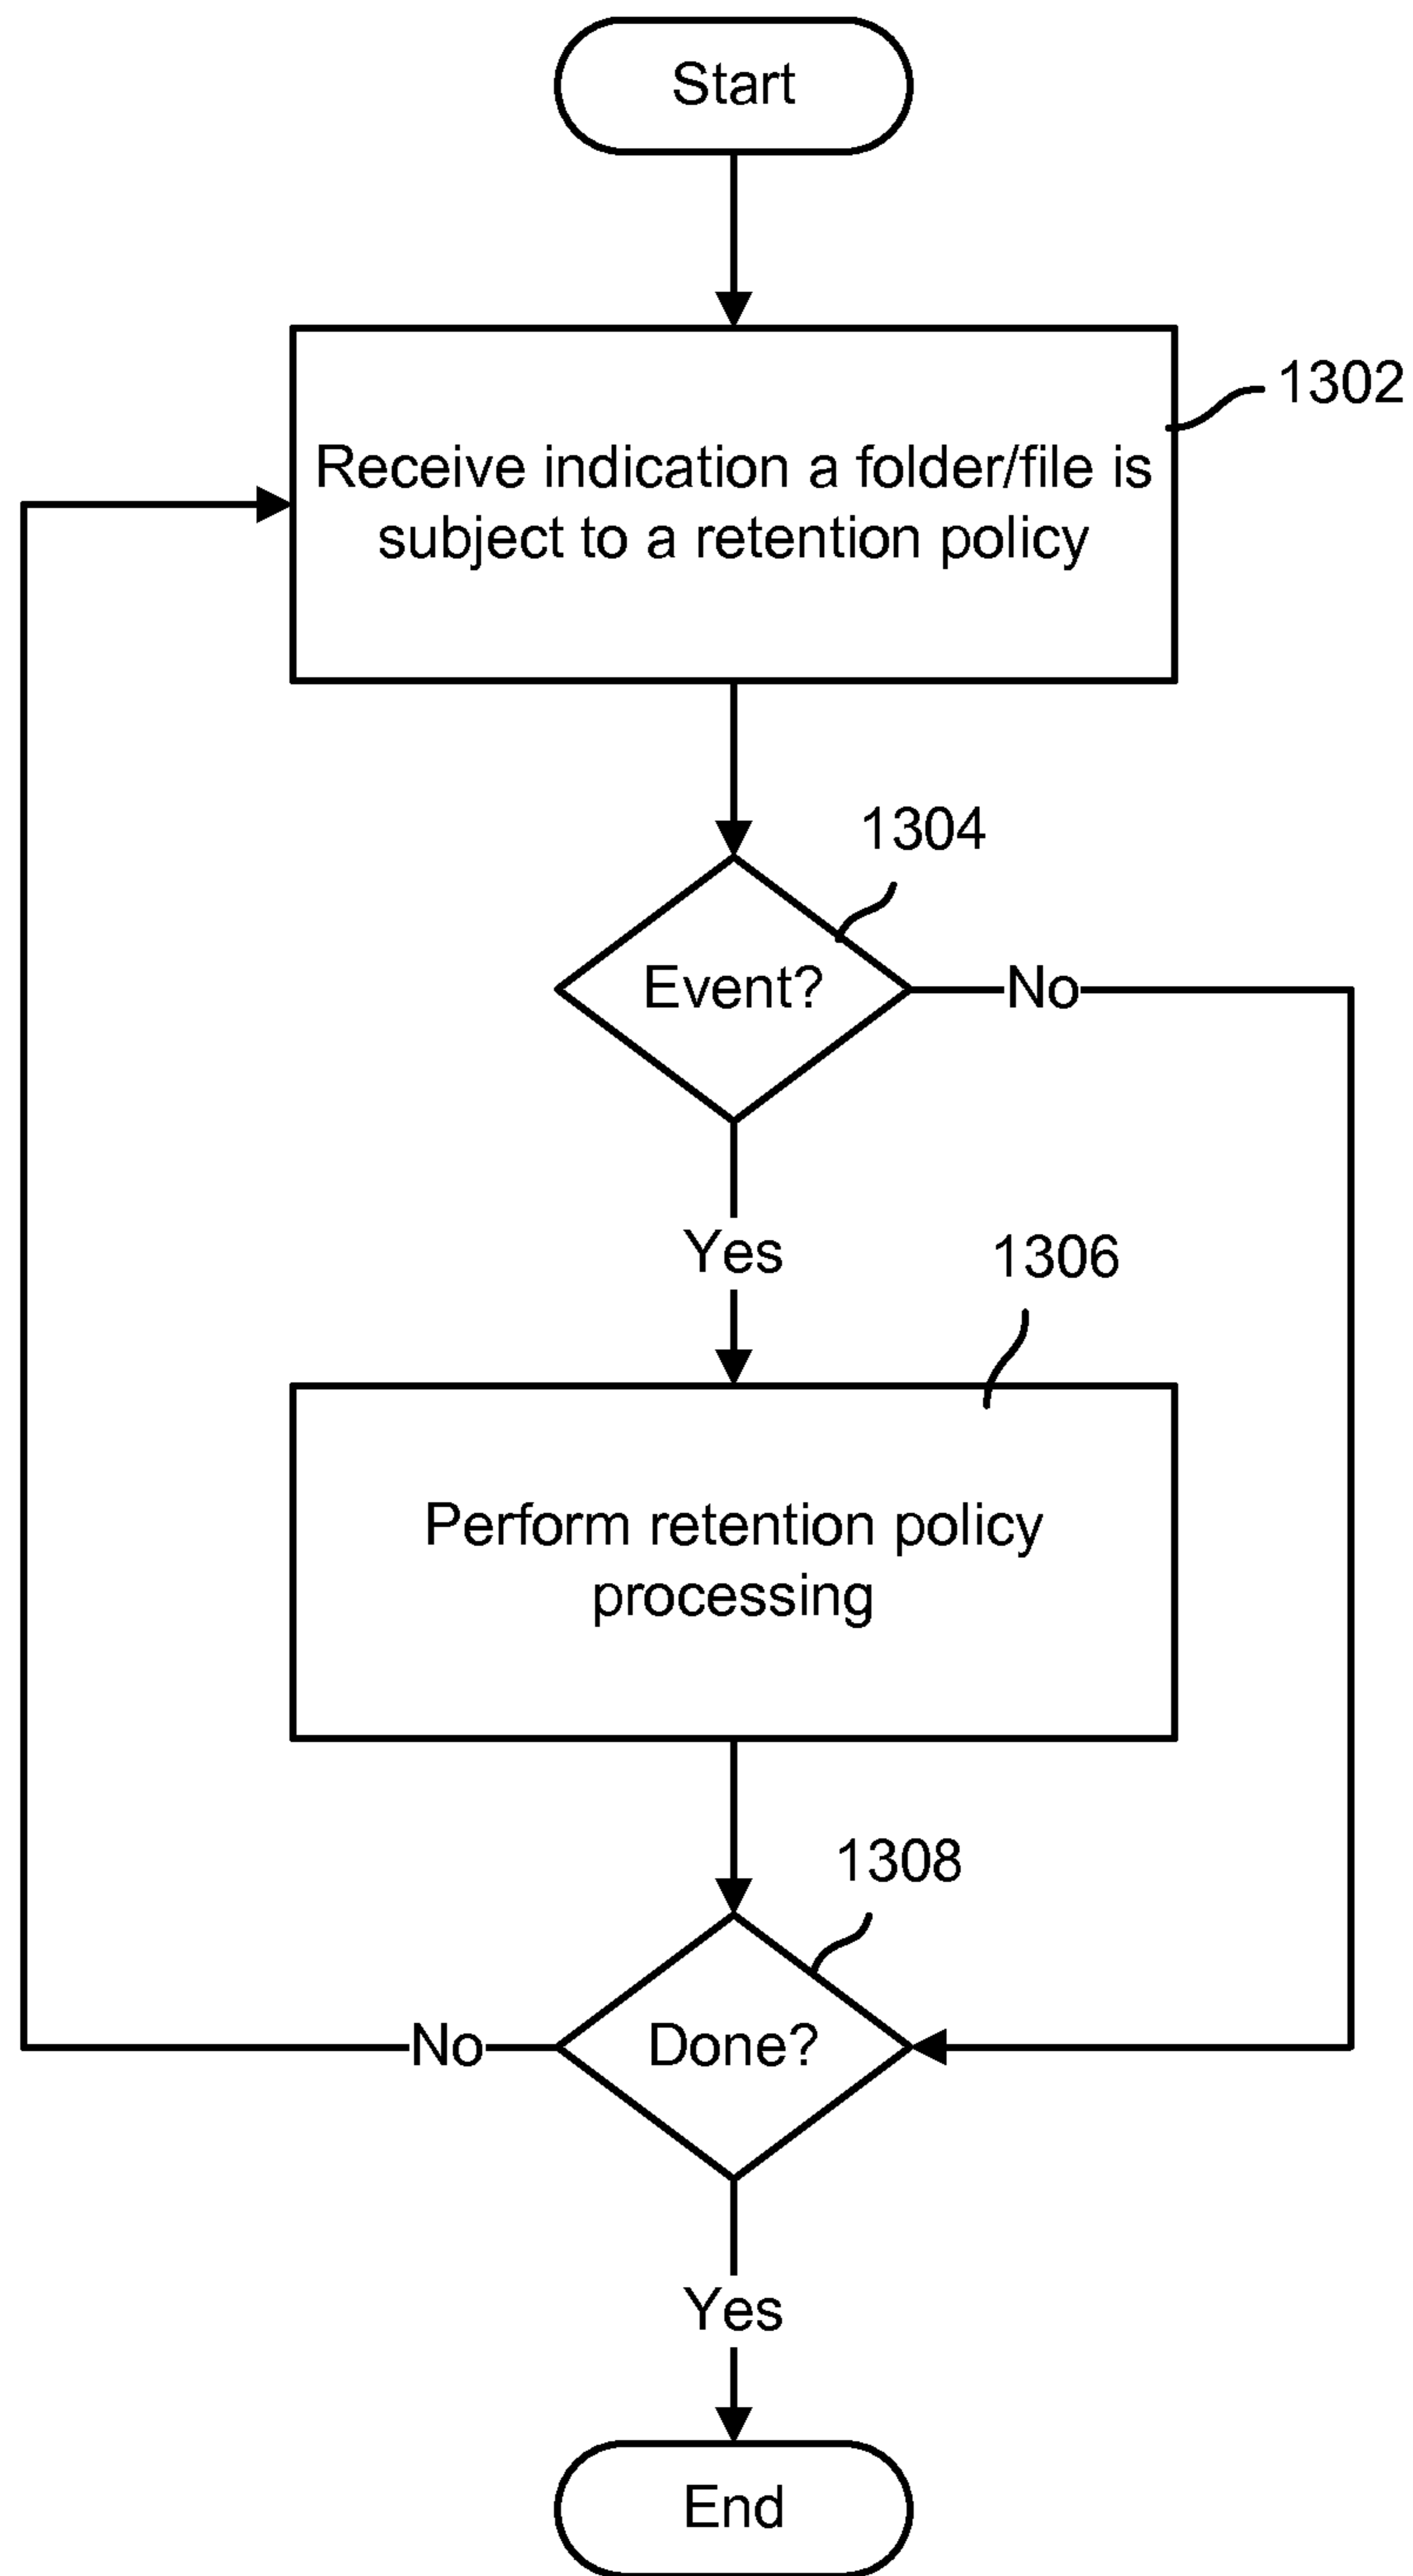 Start
1302
Receive indication a folder/file is
subject to a retention policy
1304
Event?
No
Yes
1306
Perform retention policy
processing
1308
Done?
No
Yes
End